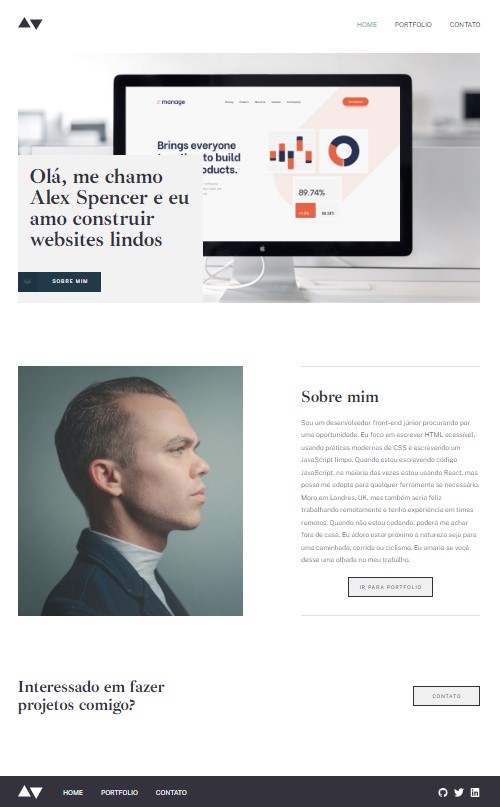 HOME PORTFOLIO CONTATO
manage
Brings everyone
to build
oducts.
89.74%
Olá, me chamo
Alex Spencer e eu
amo construir
websites lindos
SOBRE MIM
Sobre mim
Sou um desenvolvedor front-end júnior procurando por
uma oportunidade. Eu foco em escrever HTML acessível,
usando práticas modernas de CSS e escrevendo um
JavaScript limpo. Quando estou escrevendo código
JavaScript, na maioria das vezes estou usando React, mas
posso me adapto para qualquer ferramenta se necessário.
Moro em Londres, UK, mas também seria feliz
trabalhando remotamente e tenho experiência em times
remotos. Quando não estou codando, poderá me achar
fora de casa. Eu adoro estar próximo a natureza seja para
uma caminhada, corrida ou ciclismo. Eu amaria se você
desse uma olhada no meu trabalho.
IR PARA PORTFOLIO
Interessado em fazer
projetos comigo?
CONTATO
HOME PORTFOLIO CONTATO